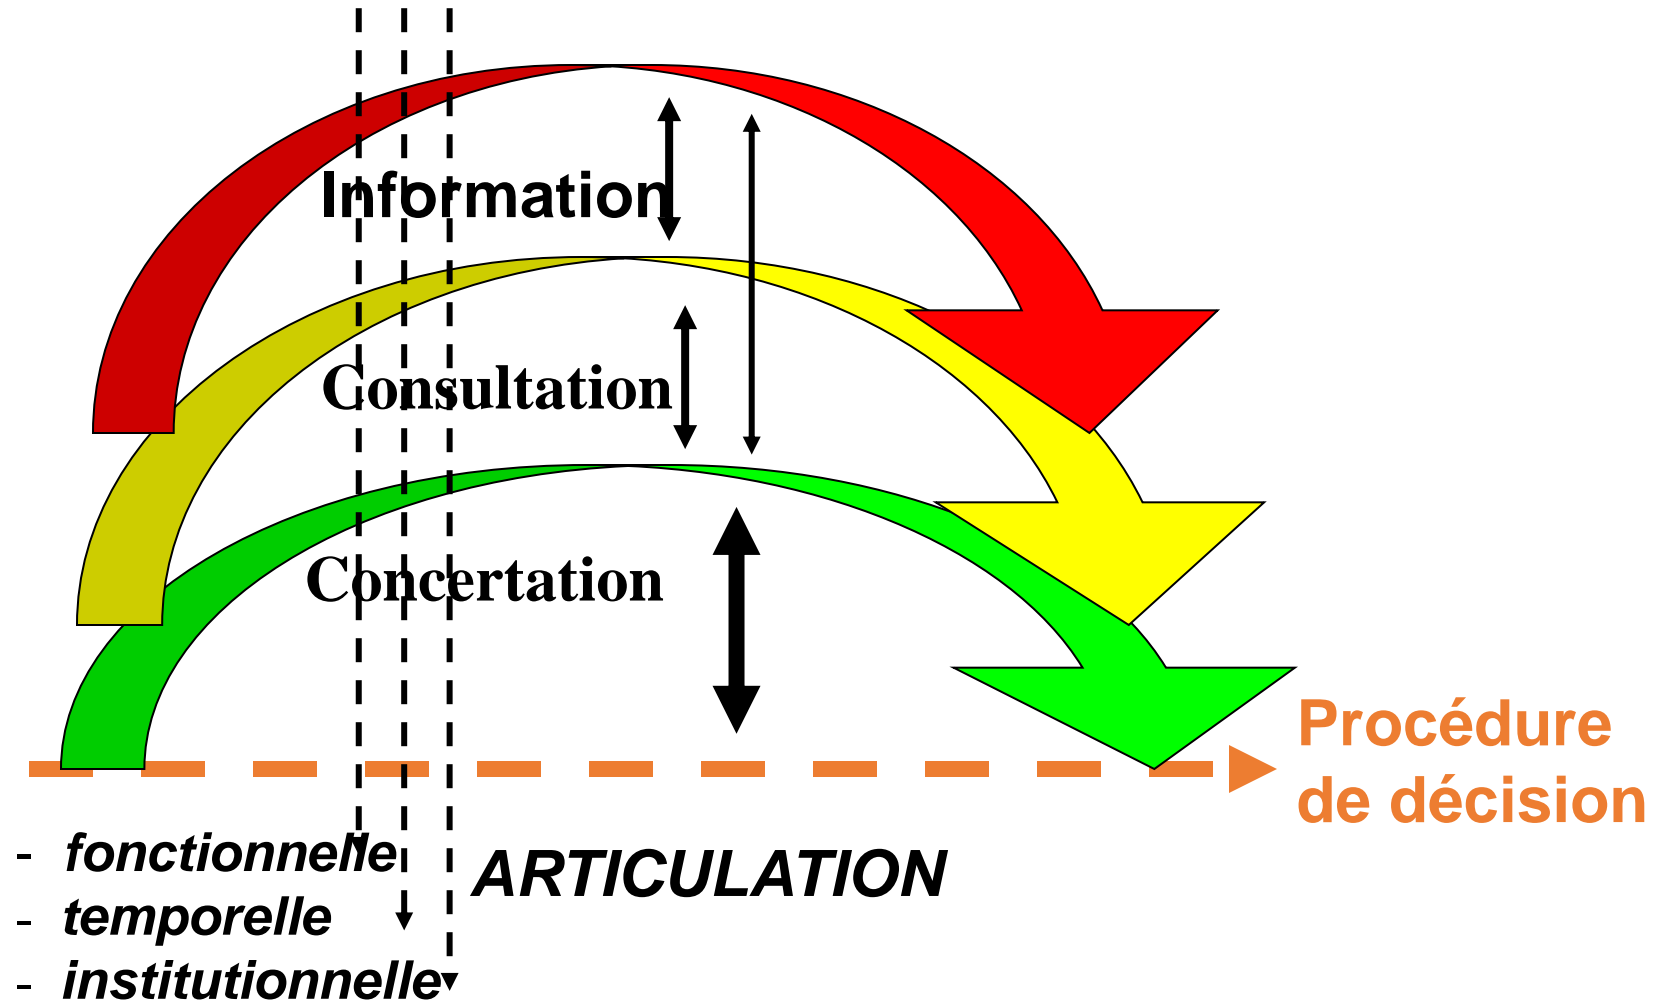 Information
Consultation
Concertation
Procédure
de décision
- fonctionnelle
ARTICULATION
- temporelle
- institutionnelle